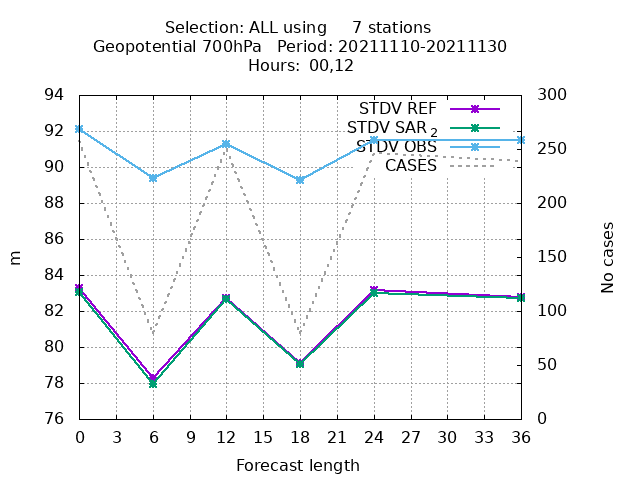 Selection: ALL using 7 stations
Geopotential 700hPa Period: 20211110-20211130
Hours: 00,12
94 300
STDV REF
92 STDV SAR 2
STDV OBS 250
90 CASES
88 200
86
m No cases
84 150
82 100
80
78 50
76 0
0 3 6 9 12 15 18 21 24 27 30 33 36
Forecast length